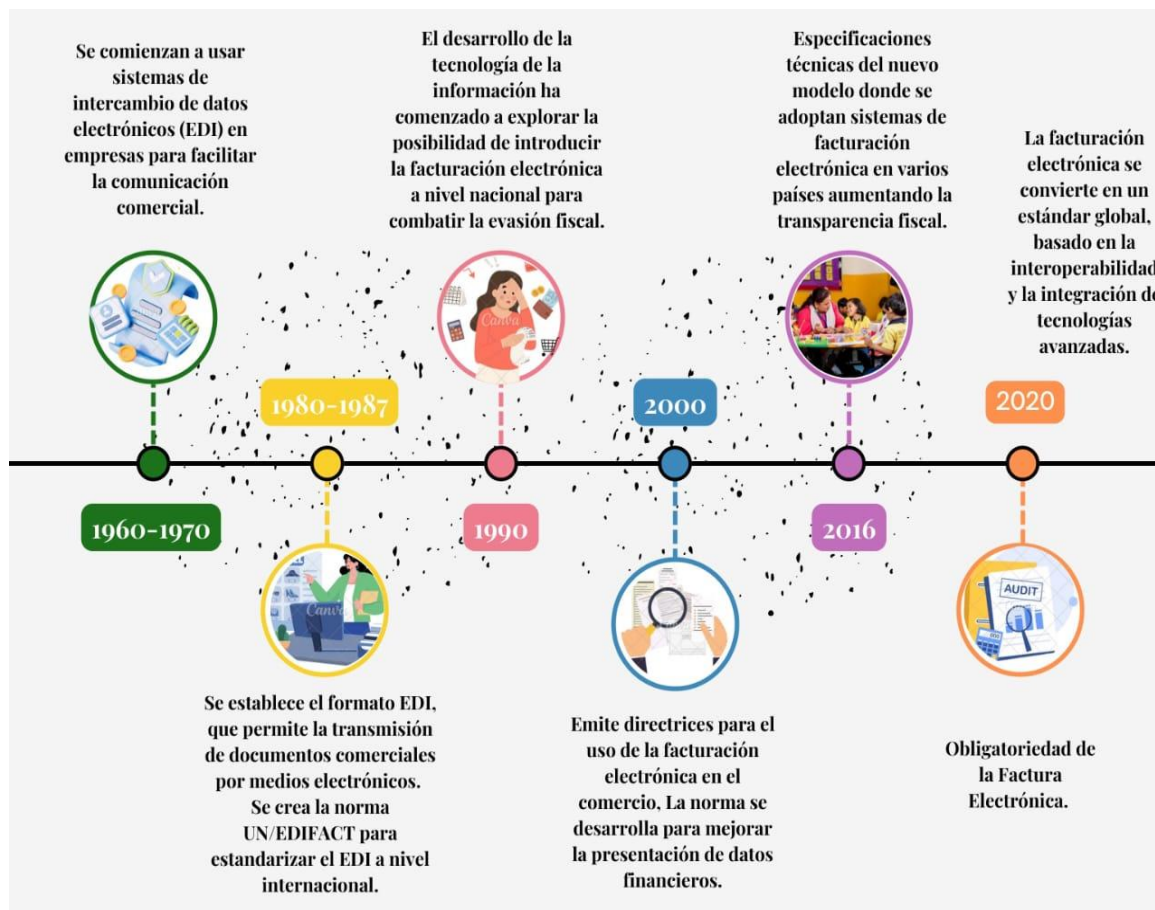 Se comienzan a usar
sistemas de
intercambio de datos
electrónicos (EDI) en
empresas para facilitar
la comunicación
comercial.
1960-1970
1980-1987
Se establece el formato EDI,
que permite la transmisión
de documentos comerciales
por medios electrónicos.
Se crea la norma
UN/EDIFACT para
estandarizar el EDI a nivel
internacional.
El desarrollo de la
tecnología de la
información ha
comenzado a explorar la
posibilidad de introducir
la facturación electrónica
a nivel nacional para
combatir la evasión fiscal.
Canva
1990
2000
Canva
Emite directrices para el
uso de la facturación
electrónica en el
comercio, La norma se
desarrolla para mejorar
la presentación de datos
financieros.
Especificaciones
técnicas del nuevo
modelo donde se
adoptan sistemas de
facturación
electrónica en varios
países aumentando la
transparencia fiscal.
2016
La facturación
electrónica se
convierte en un
estándar global,
basado en la
interoperabilidad
y la integración de
tecnologías
avanzadas.
2020
AUDIT
Obligatoriedad de
la Factura
Electrónica.